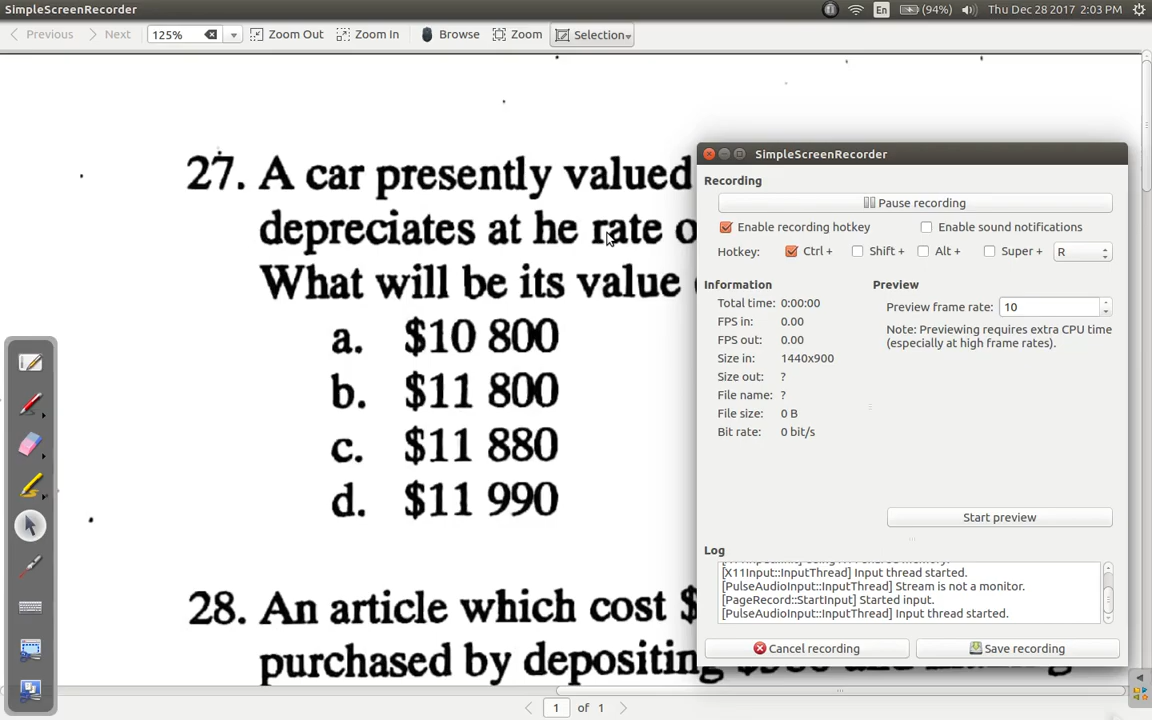 SimpleScreenRecorder
En
(94%)
Thu Dec 28 2017 2:03 PM
Previous
Next
125%
Zoom Out
Zoom In
Browse
Zoom
Selection
27. A car presently valued
depreciates at he rate o
What will be its value
a. $10 800
b. $11 800
c. $11 880
d. $11 990
28. An article which cost $
purchased by depositing
SimpleScreenRecorder
Recording
Pause recording
Enable recording hotkey
Enable sound notifications
Hotkey:
Ctrl +
Shift +
Alt +
Super +
R
Information
Total time: 0:00:00
FPS in: 0.00
FPS out: 0.00
Size in: 1440x900
Size out: ?
File name: ?
File size: 0 B
Bit rate: 0 bit/s
Preview
Preview frame rate: 10
Note: Previewing requires extra CPU time
(especially at high frame rates).
Start preview
Log
[X11Input::InputThread] Input thread started.
[PulseAudioInput::InputThread] Stream is not a monitor.
[PageRecord::StartInput] Started input.
[PulseAudioInput::InputThread] Input thread started.
Cancel recording
Save recording
1 of 1